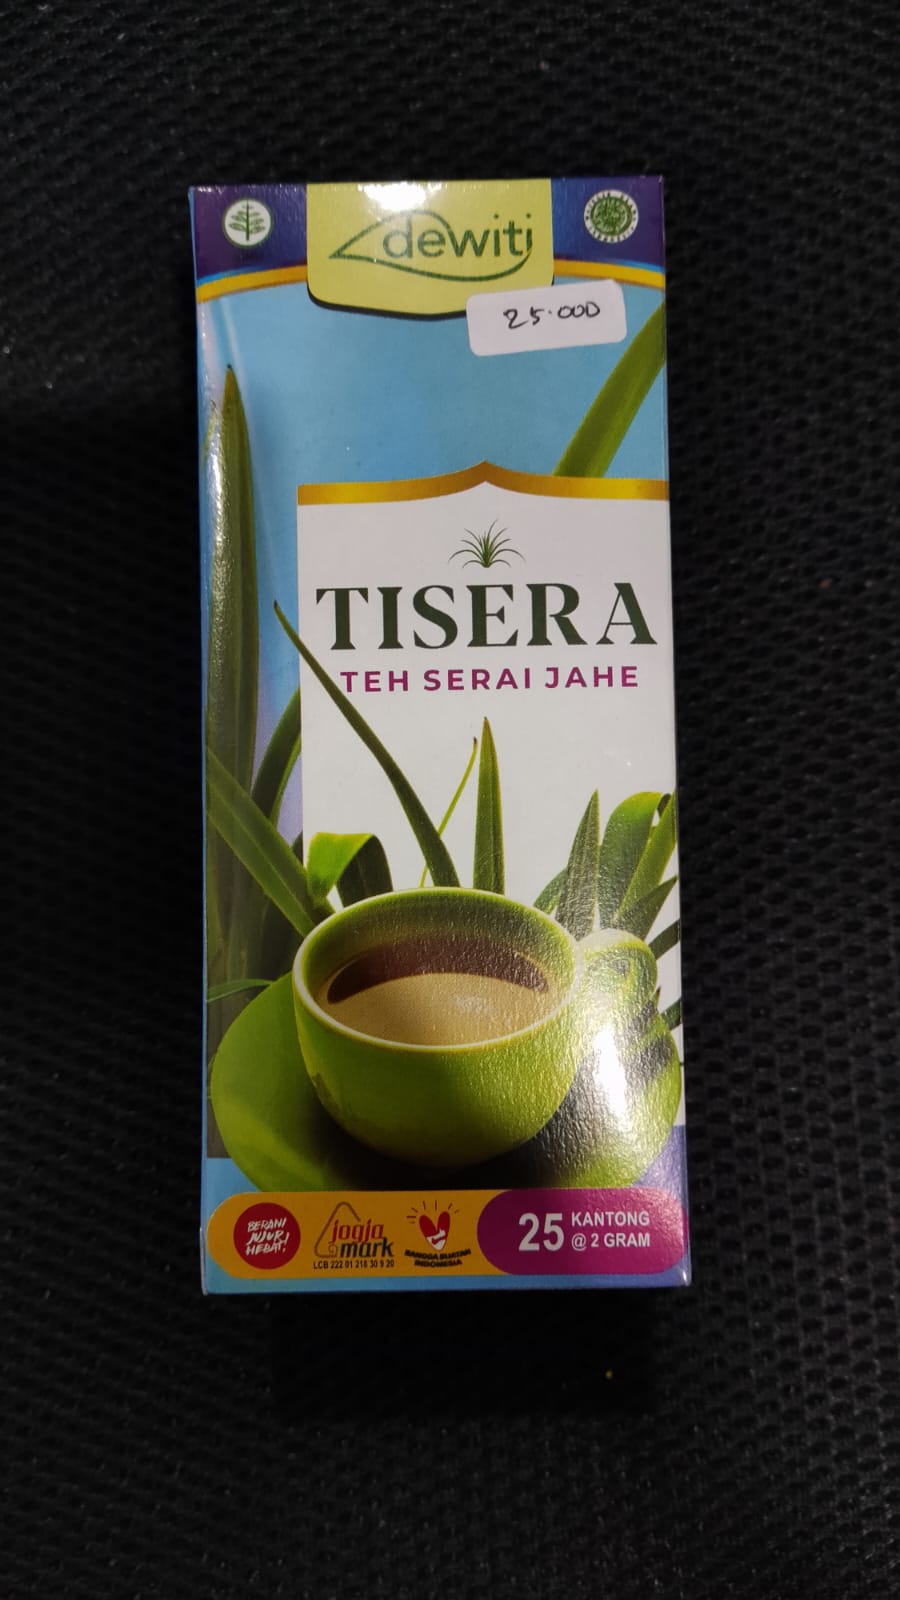 dewiti
25.000
TISERA
TEH SERAI JAHE
BERANI
JUJUR
HEBAT!
jogja
mark
LCB 222 01 218 30 9 20
BANGGA BUATAN
INDONESIA
25 KANTONG
@ 2 GRAM